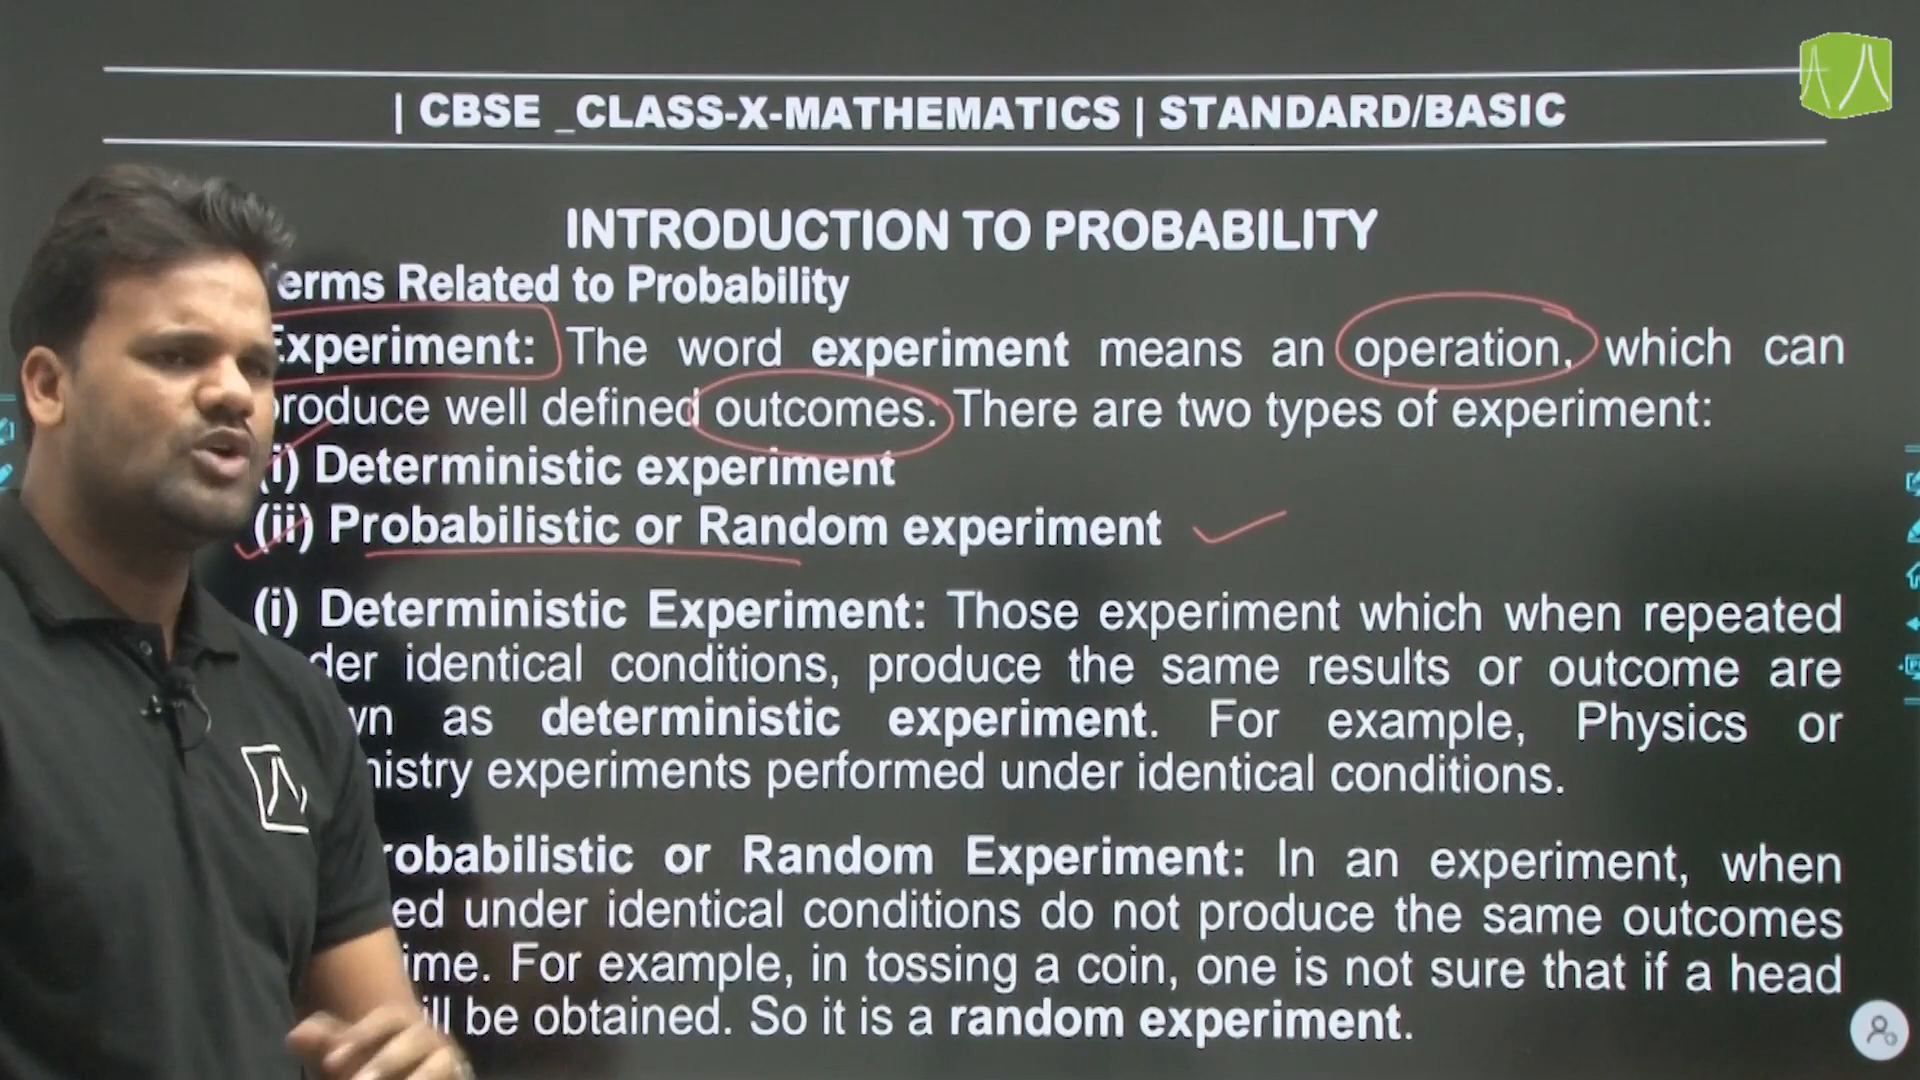 | CBSE _CLASS-X-MATHEMATICS | STANDARD/BASIC
INTRODUCTION TO PROBABILITY
erms Related to Probability
Experiment: The word experiment means an operation, which can
produce well defined outcomes. There are two types of experiment:
(i) Deterministic experiment
(ii) Probabilistic or Random experiment
(i) Deterministic Experiment: Those experiment which when repeated
der identical conditions, produce the same results or outcome are
wn as deterministic experiment. For example, Physics or
mistry experiments performed under identical conditions.
robabilistic or Random Experiment: In an experiment, when
ed under identical conditions do not produce the same outcomes
ime. For example, in tossing a coin, one is not sure that if a head
ill be obtained. So it is a random experiment.